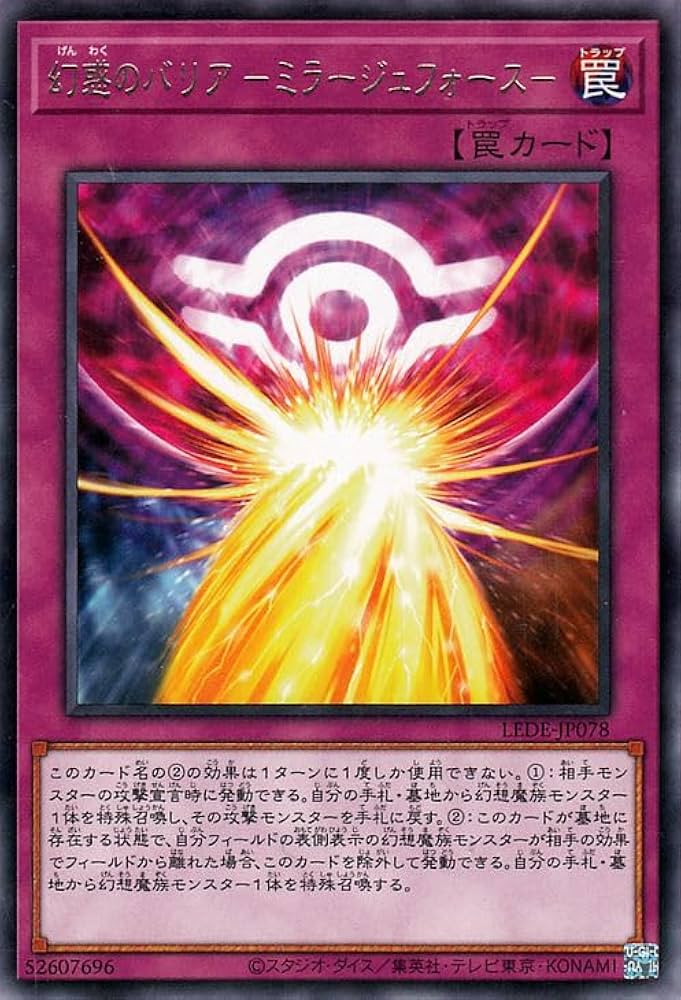 幻惑のバリア -ミラージュフォース-
罠
【罠カード】
LEDE-JP078
このカード名の②の効果は1ターンに1度しか使用できない。①:相手モン
スターの攻撃宣言時に発動できる。自分の手札・墓地から幻想魔族モンスター
1体を特殊召喚し、その攻撃モンスターを手札に戻す。②:このカードが墓地に
存在する状態で、自分フィールドの表側表示の幻想魔族モンスターが相手の効果
でフィールドから離れた場合、このカードを除外して発動できる。自分の手札・墓
地から幻想魔族モンスター1体を特殊召喚する。
52607696
©スタジオ・ダイス/集英社・テレビ東京・KONAMI